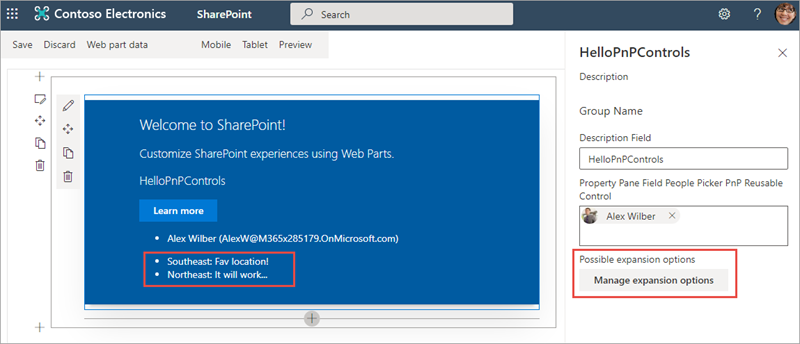 Contoso Electronics
SharePoint
Search
?
Save Discard Web part data Mobile Tablet Preview
Welcome to SharePoint!
Customize SharePoint experiences using Web Parts.
HelloPnPControls
Learn more
• Alex Wilber (AlexW@M365x285179.OnMicrosoft.com)
• Southeast: Fav location!
• Northeast: It will work...
HelloPnPControls
Description
Group Name
Description Field
HelloPnPControls
Property Pane Field People Picker PnP Reusable
Control
Alex Wilber
Possible expansion options
Manage expansion options